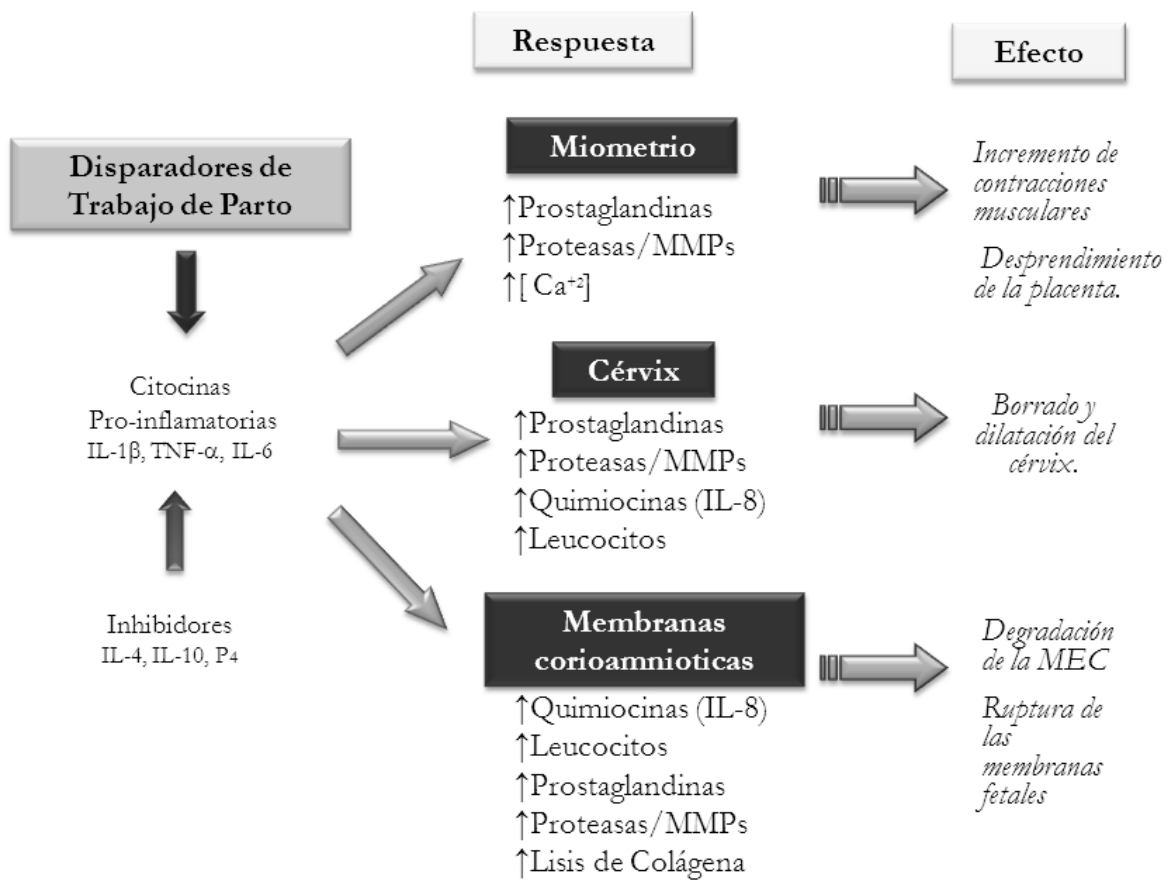 Respuesta
Efecto
Disparadores de
Trabajo de Parto
Citocinas
Pro-inflamatorias
IL-1β, TNF-α, IL-6
Inhibidores
IL-4, IL-10, P4
Miometrio
↑Prostaglandinas
↑Proteasas/MMPs
↑[ Ca⁺²]
Incremento de
contracciones
musculares
Desprendimiento
de la placenta.
Cérvix
↑Prostaglandinas
↑Proteasas/MMPs
↑Quimiocinas (IL-8)
↑Leucocitos
Borrado y
dilatación del
cérvix.
Membranas
corioamnioticas
↑Quimiocinas (IL-8)
↑Leucocitos
↑Prostaglandinas
↑Proteasas/MMPs
↑Lisis de Colágena
Degradación
de la MEC
Ruptura de
las
membranas
fetales